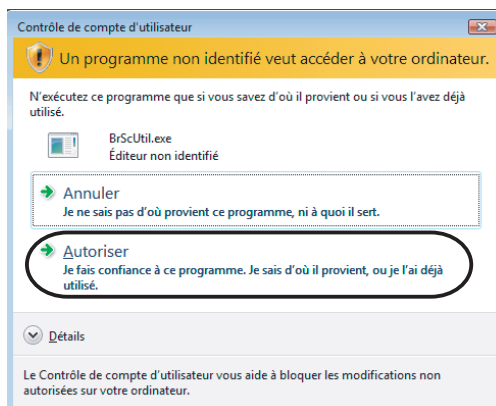 Contrôle de compte d'utilisateur
Un programme non identifié veut accéder à votre ordinateur.
N'exécutez ce programme que si vous savez d'où il provient ou si vous l'avez déjà
utilisé.
BrScUtil.exe
Éditeur non identifié
Annuler
Je ne sais pas d'où provient ce programme, ni à quoi il sert.
Autoriser
Je fais confiance à ce programme. Je sais d'où il provient, ou je l'ai déjà
utilisé.
Détails
Le Contrôle de compte d'utilisateur vous aide à bloquer les modifications non
autorisées sur votre ordinateur.